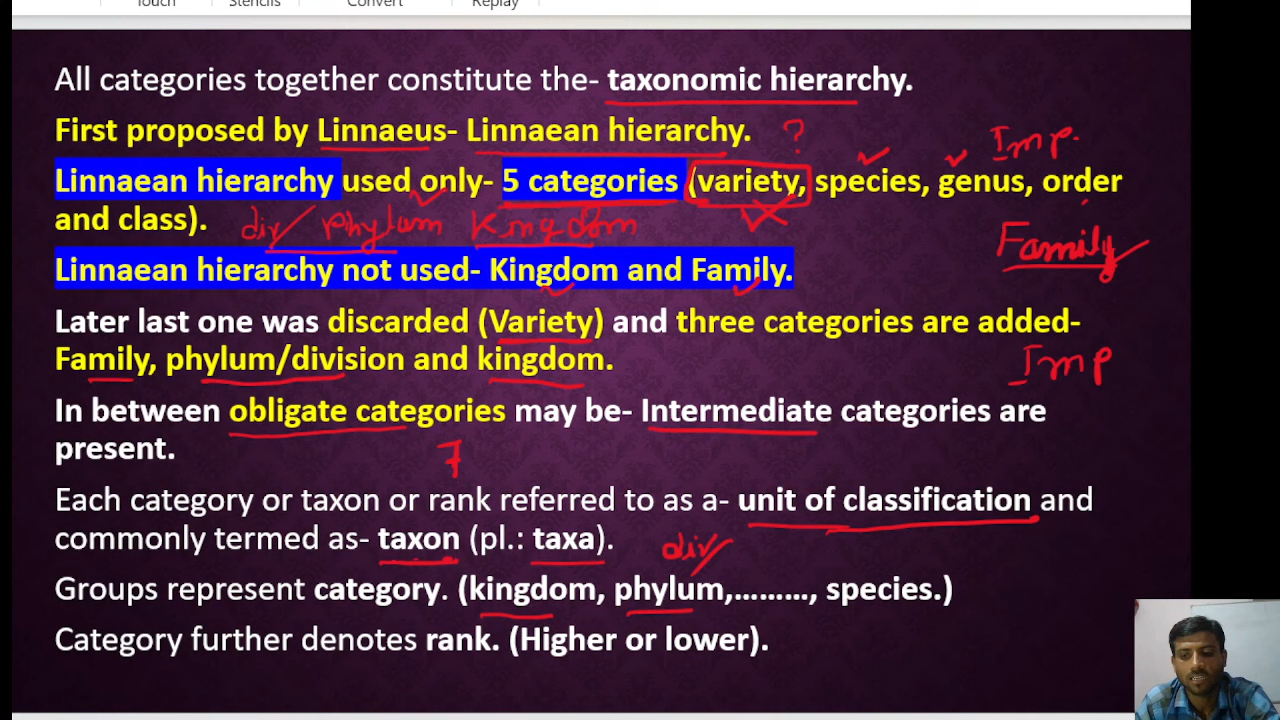 Touch Stencils Convert Replay
All categories together constitute the- taxonomic hierarchy.
First proposed by Linnaeus- Linnaean hierarchy. ?
Imp.
Linnaean hierarchy used only- 5 categories (variety, species, genus, order
and class).
div phylum Kingdom
Family
Linnaean hierarchy not used- Kingdom and Family.
Later last one was discarded (Variety) and three categories are added-
Family, phylum/division and kingdom.
Imp
In between obligate categories may be- Intermediate categories are
present.
7
Each category or taxon or rank referred to as a- unit of classification and
commonly termed as- taxon (pl.: taxa).
div
Groups represent category. (kingdom, phylum,........., species.)
Category further denotes rank. (Higher or lower).